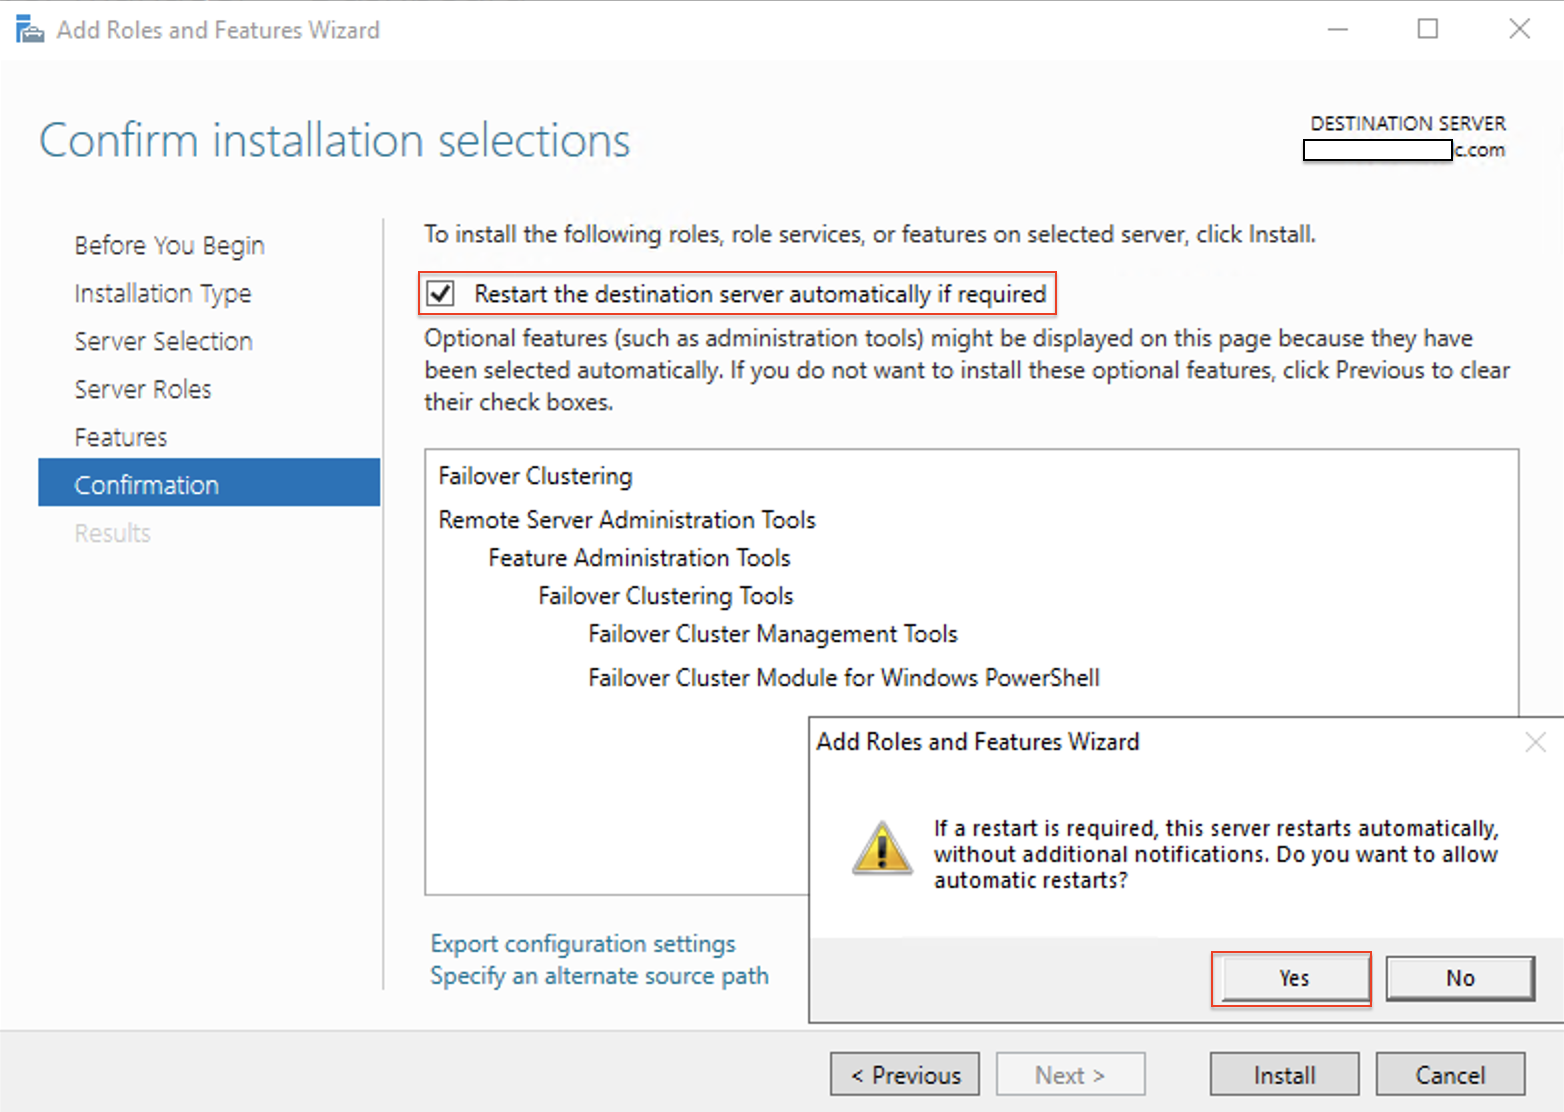 Add Roles and Features Wizard
Confirm installation selections
DESTINATION SERVER
c.com
Before You Begin
Installation Type
Server Selection
Server Roles
Features
Confirmation
Results
To install the following roles, role services, or features on selected server, click Install.
Restart the destination server automatically if required
Optional features (such as administration tools) might be displayed on this page because they have
been selected automatically. If you do not want to install these optional features, click Previous to clear
their check boxes.
Failover Clustering
Remote Server Administration Tools
Feature Administration Tools
Failover Clustering Tools
Failover Cluster Management Tools
Failover Cluster Module for Windows PowerShell
Export configuration settings
Specify an alternate source path
Add Roles and Features Wizard
If a restart is required, this server restarts automatically,
without additional notifications. Do you want to allow
automatic restarts?
Yes
No
< Previous
Next >
Install
Cancel